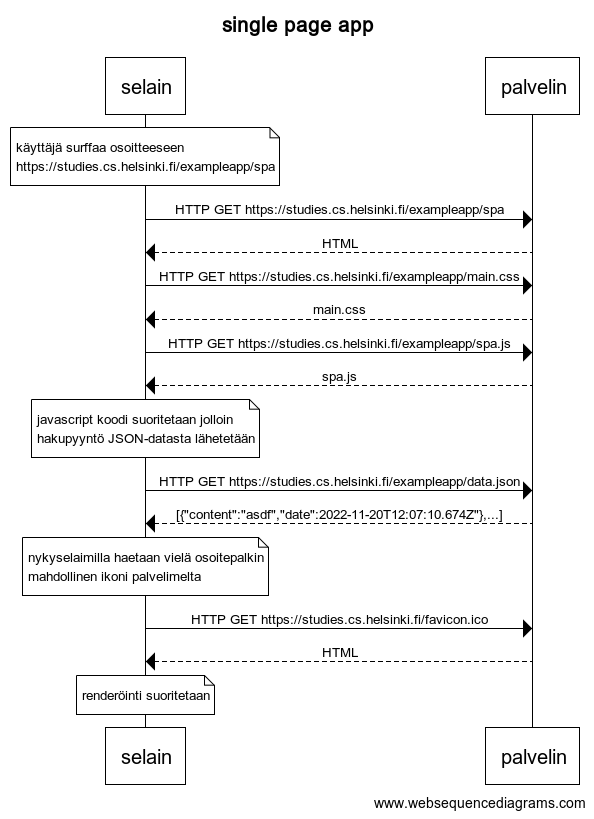 single page app
selain
palvelin
käyttäjä surffaa osoitteeseen
https://studies.cs.helsinki.fi/exampleapp/spa
HTTP GET https://studies.cs.helsinki.fi/exampleapp/spa
HTML
HTTP GET https://studies.cs.helsinki.fi/exampleapp/main.css
main.css
HTTP GET https://studies.cs.helsinki.fi/exampleapp/spa.js
spa.js
javascript koodi suoritetaan jolloin
hakupyyntö JSON-datasta lähetetään
HTTP GET https://studies.cs.helsinki.fi/exampleapp/data.json
[{"content":"asdf","date":2022-11-20T12:07:10.674Z"},...]
nykyselaimilla haetaan vielä osoitepalkin
mahdollinen ikoni palvelimelta
HTTP GET https://studies.cs.helsinki.fi/favicon.ico
HTML
renderöinti suoritetaan
selain
palvelin
www.websequencediagrams.com